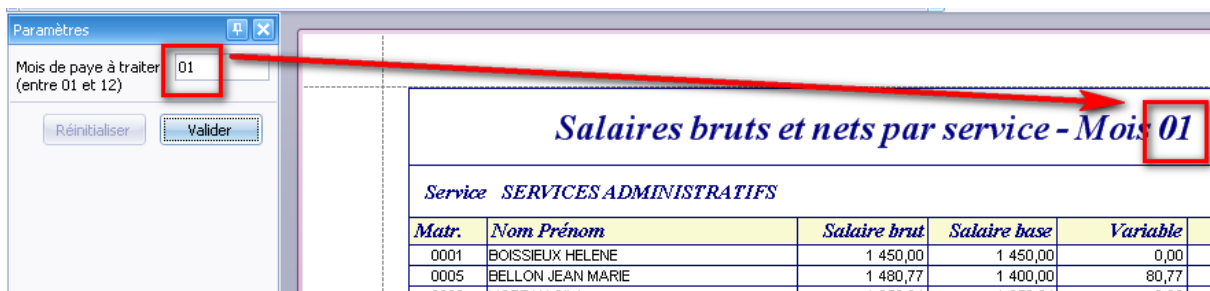 Paramètres
Mois de paye à traiter 01
(entre 01 et 12)
Réinitialiser Valider
Salaires bruts et nets par service - Mois 01
Service SERVICES ADMINISTRATIFS
Matr. Nom Prénom Salaire brut Salaire base Variable
0001 BOISSIEUX HELENE 1 450,00 1 450,00 0,00
0005 BELLON JEAN MARIE 1 480,77 1 400,00 80,77